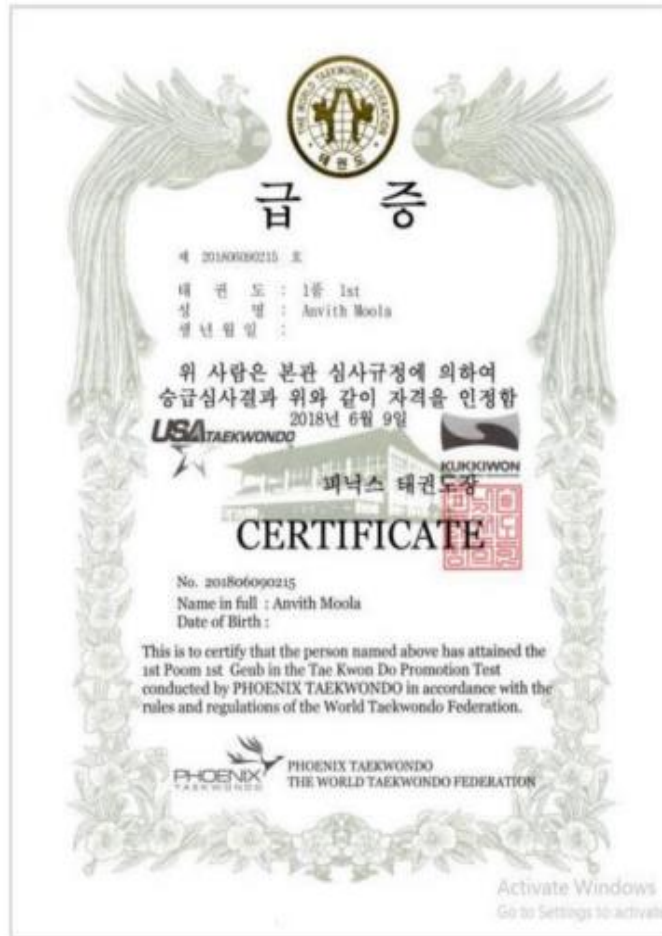 THE WORLD TAEKWONDO FEDERATION
태권도
급 증
제 201806090215 호
태 권 도 : 1품 1st
성 명 : Anvith Moola
생 년 월 일 :
위 사람은 본관 심사규정에 의하여
승급심사결과 위와 같이 자격을 인정함
2018년 6월 9일
USA TAEKWONDO
KUKKIWON
피닉스 태권도장
CERTIFICATE
No. 201806090215
Name in full : Anvith Moola
Date of Birth :
This is to certify that the person named above has attained the
1st Poom 1st Geub in the Tae Kwon Do Promotion Test
conducted by PHOENIX TAEKWONDO in accordance with the
rules and regulations of the World Taekwondo Federation.
PHOENIX
TAEKWONDO
PHOENIX TAEKWONDO
THE WORLD TAEKWONDO FEDERATION
Activate Windows
Go to Settings to activate